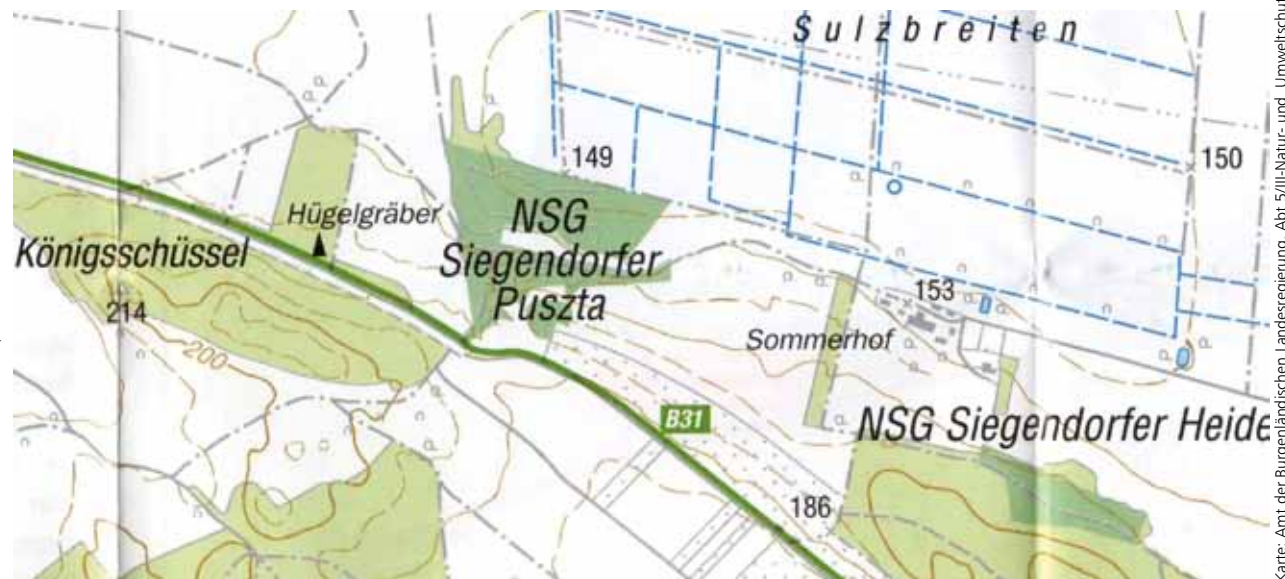 Sulzbreiten
149
150
Hügelgräber
NSG
Siegendorfer
Puszta
Königsschüssel
214
200
153
Sommerhof
B31
NSG Siegendorfer Heide
186
Karte: Amt der Burgenländischen Landesregierung, Abt 5/III-Natur- und Umweltschutz